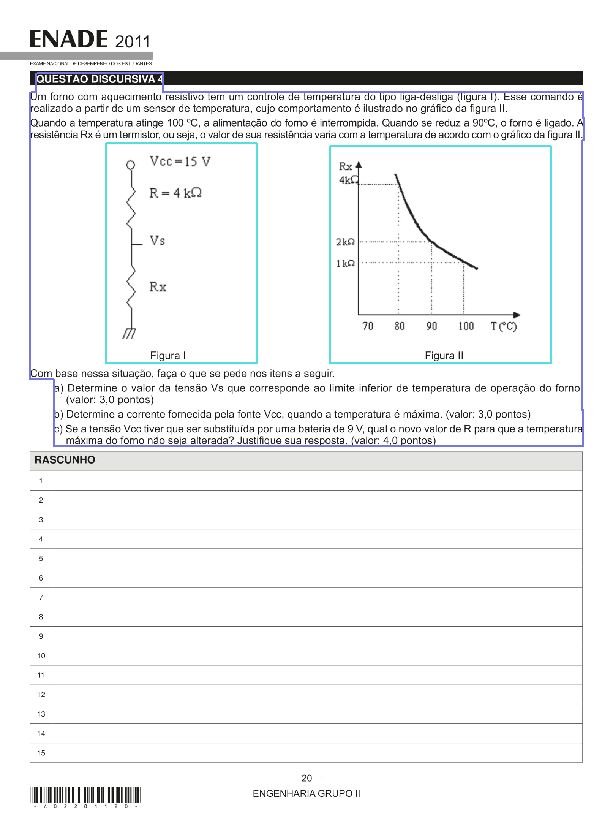 ENADE 2011
EXAME NACIONAL DE DESEMPENHO DOS ESTUDANTES
QUESTÃO DISCURSIVA 4
Um forno com aquecimento resistivo tem um controle de temperatura do tipo liga-desliga (figura I). Esse comando é
realizado a partir de um sensor de temperatura, cujo comportamento é ilustrado no gráfico da figura II.
Quando a temperatura atinge 100 ºC, a alimentação do forno é interrompida. Quando se reduz a 90ºC, o forno é ligado. A
resistência Rx é um termistor, ou seja, o valor de sua resistência varia com a temperatura de acordo com o gráfico da figura II.
Vcc=15 V
R = 4 kΩ
Vs
Rx
Figura I
Rx
4kΩ
2kΩ
1kΩ
70 80 90 100 T(°C)
Figura II
Com base nessa situação, faça o que se pede nos itens a seguir.
a) Determine o valor da tensão Vs que corresponde ao limite inferior de temperatura de operação do forno.
(valor: 3,0 pontos)
b) Determine a corrente fornecida pela fonte Vcc, quando a temperatura é máxima. (valor: 3,0 pontos)
c) Se a tensão Vcc tiver que ser substituída por uma bateria de 9 V, qual o novo valor de R para que a temperatura
máxima do forno não seja alterada? Justifique sua resposta. (valor: 4,0 pontos)
RASCUNHO
1
2
3
4
5
6
7
8
9
10
11
12
13
14
15
20
ENGENHARIA GRUPO II